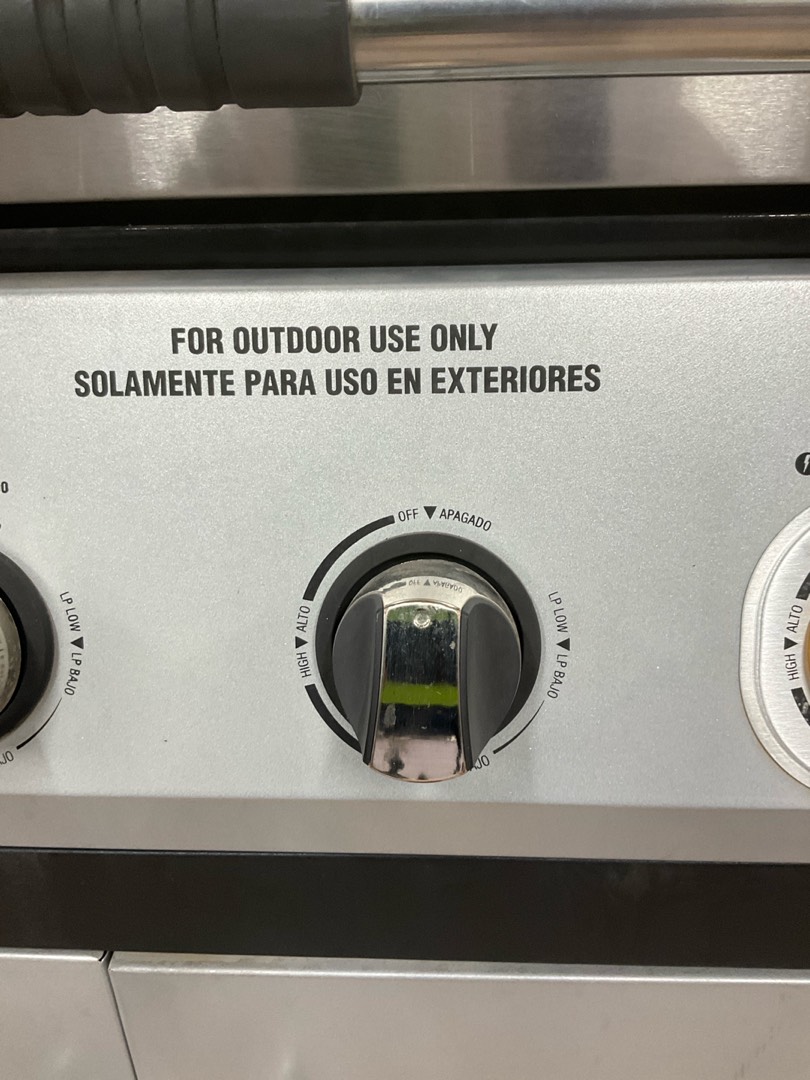 FOR OUTDOOR USE ONLY
SOLAMENTE PARA USO EN EXTERIORES
OFF ▼ APAGADO
HIGH ▼ ALTO
LP LOW ▼ LP BAJO
LP LOW ▼ LP BAJO
HIGH ▼ ALTO